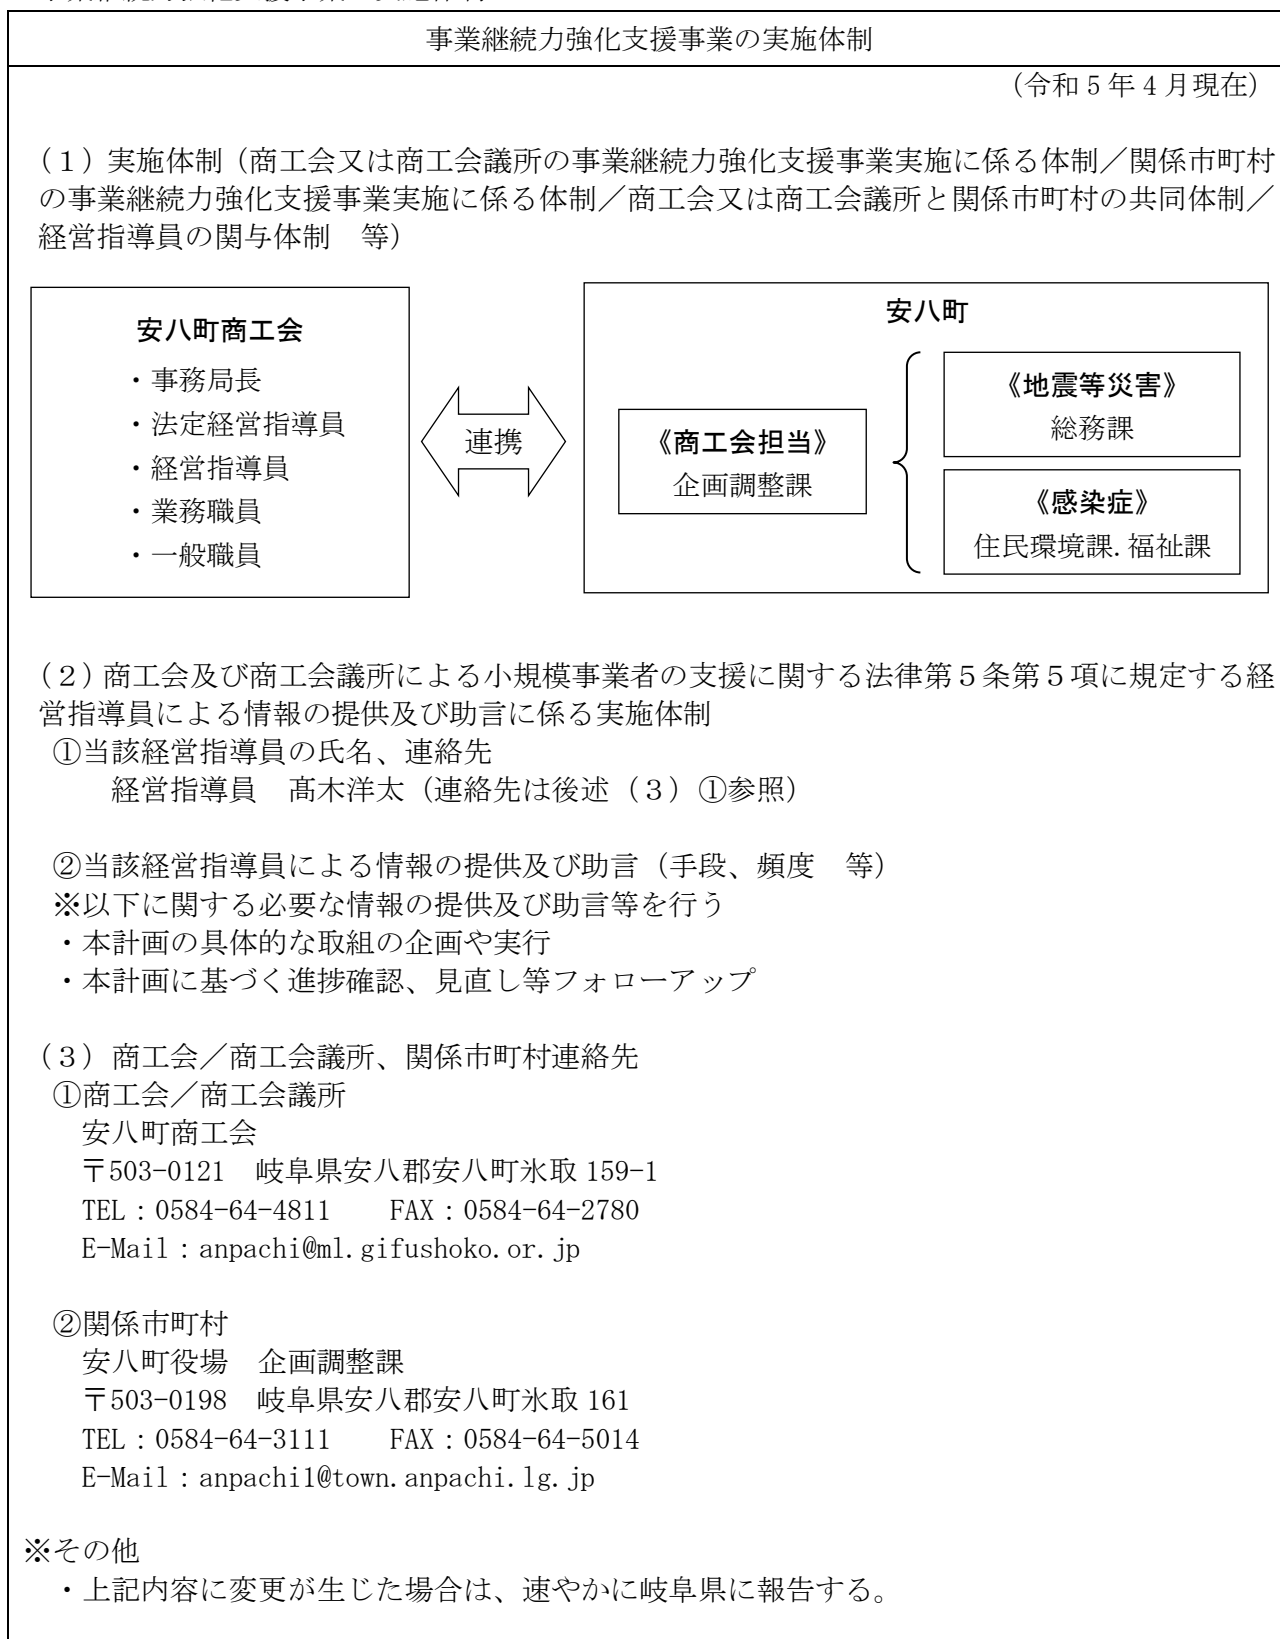 事業継続力強化支援事業の実施体制
（令和５年４月現在）
（１）実施体制（商工会又は商工会議所の事業継続力強化支援事業実施に係る体制／関係市町村
の事業継続力強化支援事業実施に係る体制／商工会又は商工会議所と関係市町村の共同体制／
経営指導員の関与体制　等）
安八町商工会
・事務局長
・法定経営指導員
・経営指導員
・業務職員
・一般職員
連携
安八町
《商工会担当》
企画調整課
《地震等災害》
総務課
《感染症》
住民環境課.福祉課
（２）商工会及び商工会議所による小規模事業者の支援に関する法律第５条第５項に規定する経
営指導員による情報の提供及び助言に係る実施体制
①当該経営指導員の氏名、連絡先
経営指導員　髙木洋太（連絡先は後述（３）①参照）
②当該経営指導員による情報の提供及び助言（手段、頻度　等）
※以下に関する必要な情報の提供及び助言等を行う
・本計画の具体的な取組の企画や実行
・本計画に基づく進捗確認、見直し等フォローアップ
（３）商工会／商工会議所、関係市町村連絡先
①商工会／商工会議所
安八町商工会
〒503-0121　岐阜県安八郡安八町氷取 159-1
TEL：0584-64-4811　　FAX：0584-64-2780
E-Mail：anpachi@ml.gifushoko.or.jp
②関係市町村
安八町役場　企画調整課
〒503-0198　岐阜県安八郡安八町氷取 161
TEL：0584-64-3111　　FAX：0584-64-5014
E-Mail：anpachi1@town.anpachi.lg.jp
※その他
・上記内容に変更が生じた場合は、速やかに岐阜県に報告する。